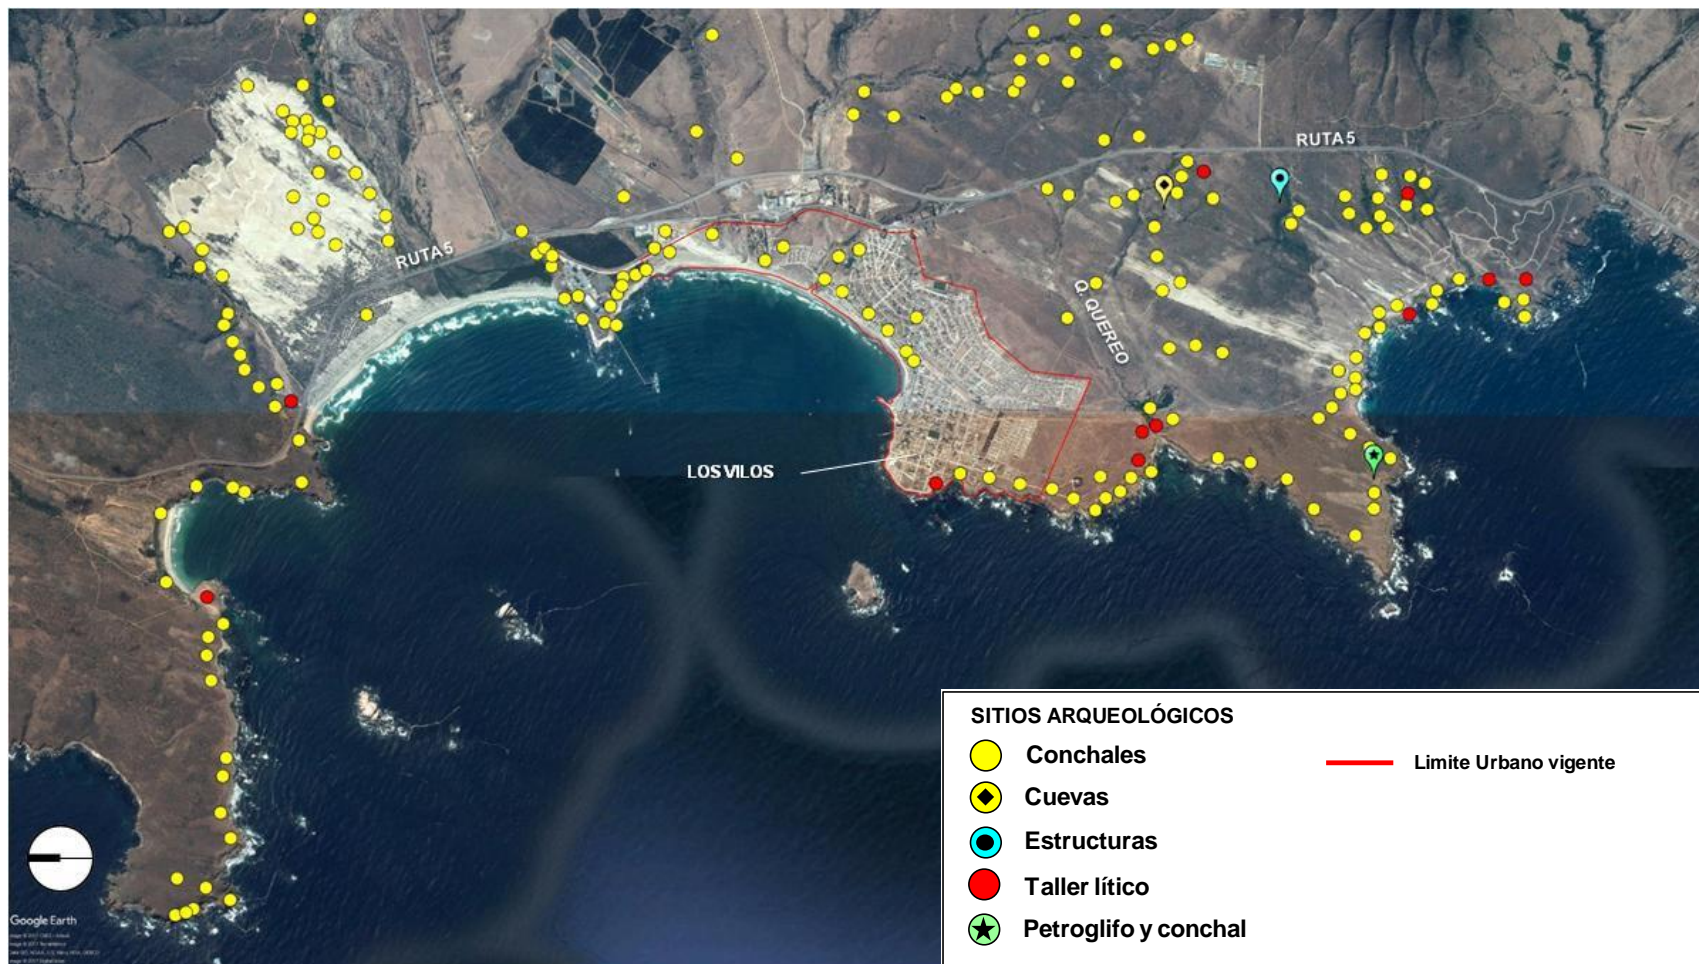 RUTA 5
RUTA 5
Q. QUEREO
LOS VILOS
SITIOS ARQUEOLÓGICOS
Conchales
Limite Urbano vigente
Cuevas
Estructuras
Taller lítico
Petroglifo y conchal
Google Earth